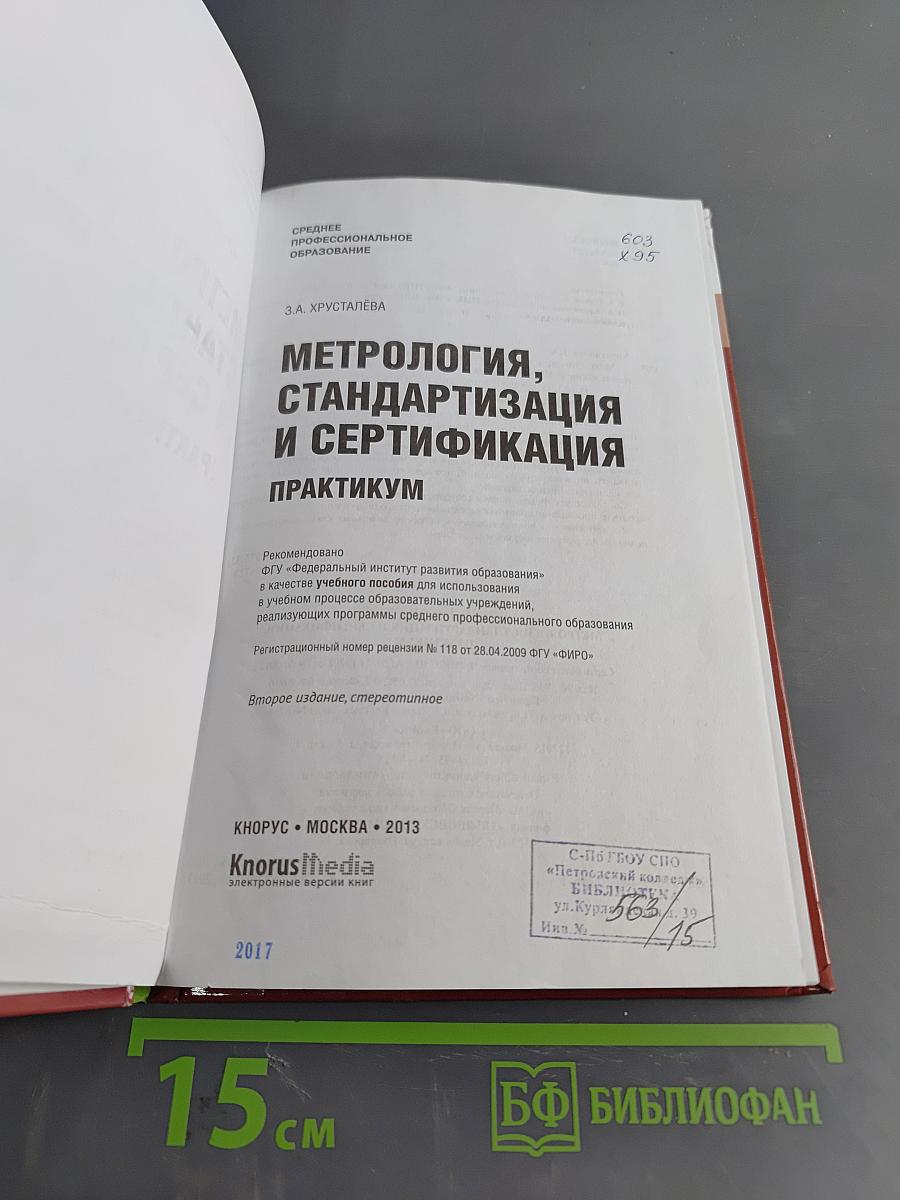 СРЕДНЕЕ
ПРОФЕССИОНАЛЬНОЕ
ОБРАЗОВАНИЕ
603
Х95
З.А. ХРУСТАЛЁВА
МЕТРОЛОГИЯ,
СТАНДАРТИЗАЦИЯ
И СЕРТИФИКАЦИЯ
ПРАКТИКУМ
Рекомендовано
ФГУ «Федеральный институт развития образования»
в качестве учебного пособия для использования
в учебном процессе образовательных учреждений,
реализующих программы среднего профессионального образования
Регистрационный номер рецензии № 118 от 28.04.2009 ФГУ «ФИРО»
Второе издание, стереотипное
КНОРУС • МОСКВА • 2013
KnorusMedia
электронные версии книг
С-Пб ГБОУ СПО
«Петровский колледж»
БИБЛИОТЕКА
ул. д. 39
Инв.№ 563/15
2017
15 см
БФ БИБЛИОФАН